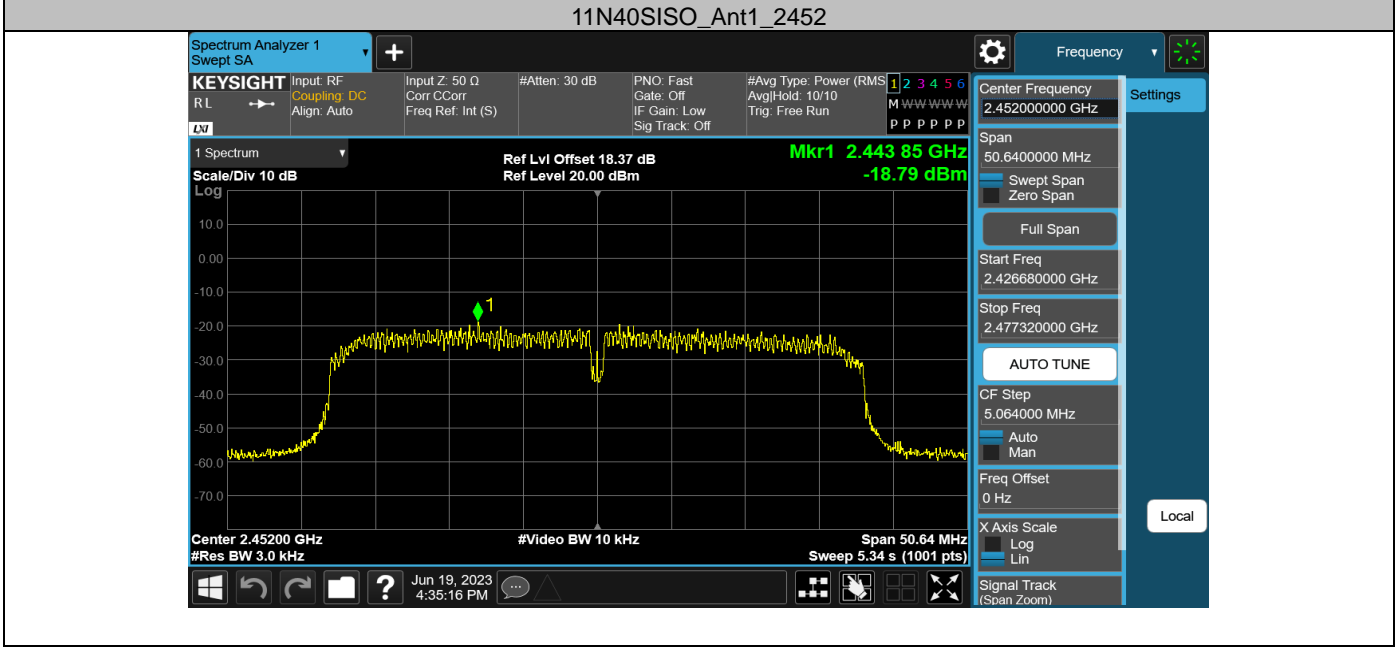 11N40SISO_Ant1_2452
Spectrum Analyzer 1
Swept SA
Frequency
KEYSIGHT
RL
LXI
Input: RF
Coupling: DC
Align: Auto
Input Z: 50 Ω
Corr CCorr
Freq Ref: Int (S)
#Atten: 30 dB
PNO: Fast
Gate: Off
IF Gain: Low
Sig Track: Off
#Avg Type: Power (RMS
Avg|Hold: 10/10
Trig: Free Run
1 2 3 4 5 6
M W W W W W
P P P P P P
Center Frequency
2.452000000 GHz
Settings
Span
50.6400000 MHz
Swept Span
Zero Span
Full Span
Start Freq
2.426680000 GHz
Stop Freq
2.477320000 GHz
AUTO TUNE
CF Step
5.064000 MHz
Auto
Man
Freq Offset
0 Hz
X Axis Scale
Log
Lin
Signal Track
(Span Zoom)
Local
1 Spectrum
Scale/Div 10 dB
Ref Lvl Offset 18.37 dB
Ref Level 20.00 dBm
Mkr1 2.443 85 GHz
-18.79 dBm
Log
10.0
0.00
-10.0
1
-20.0
-30.0
-40.0
-50.0
-60.0
-70.0
Center 2.45200 GHz
#Video BW 10 kHz
Span 50.64 MHz
#Res BW 3.0 kHz
Sweep 5.34 s (1001 pts)
?
Jun 19, 2023
4:35:16 PM